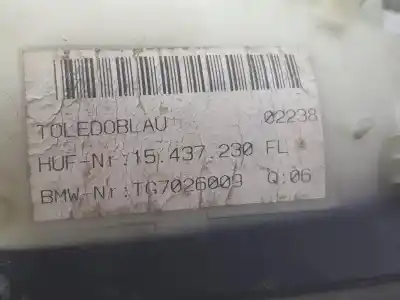 TOLEDOBLAU 02238
HUF-Nr:15.437.230 FL
BMW-Nr:TG7026009 Q:06